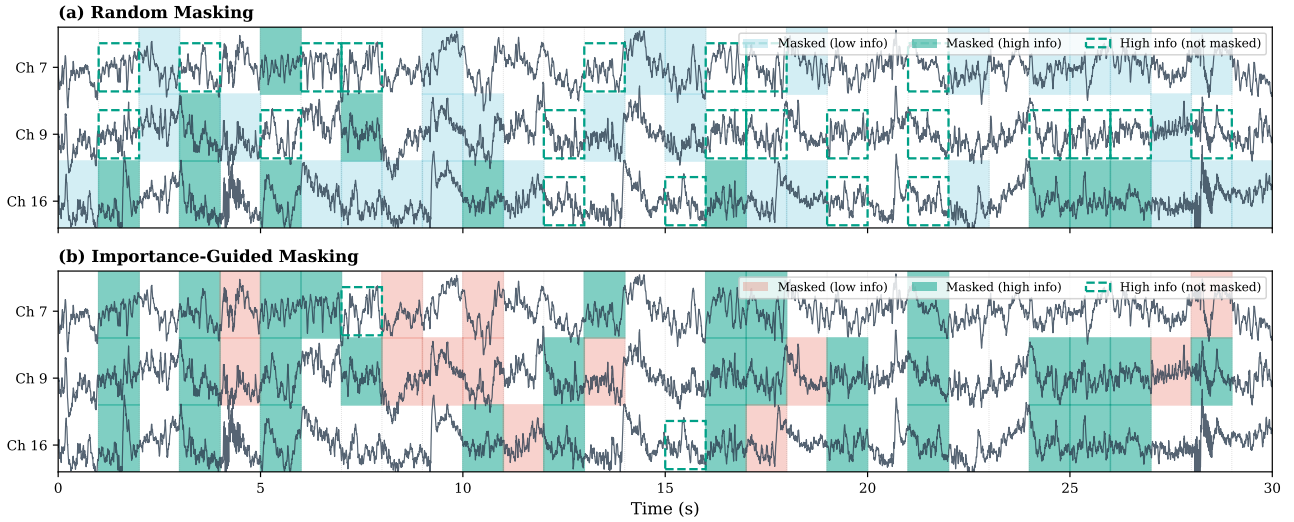 (a) Random Masking
Masked (low info) Masked (high info) High info (not masked)
Ch 7
Ch 9
Ch 16
(b) Importance-Guided Masking
Masked (low info) Masked (high info) High info (not masked)
Ch 7
Ch 9
Ch 16
0 5 10 15 20 25 30
Time (s)